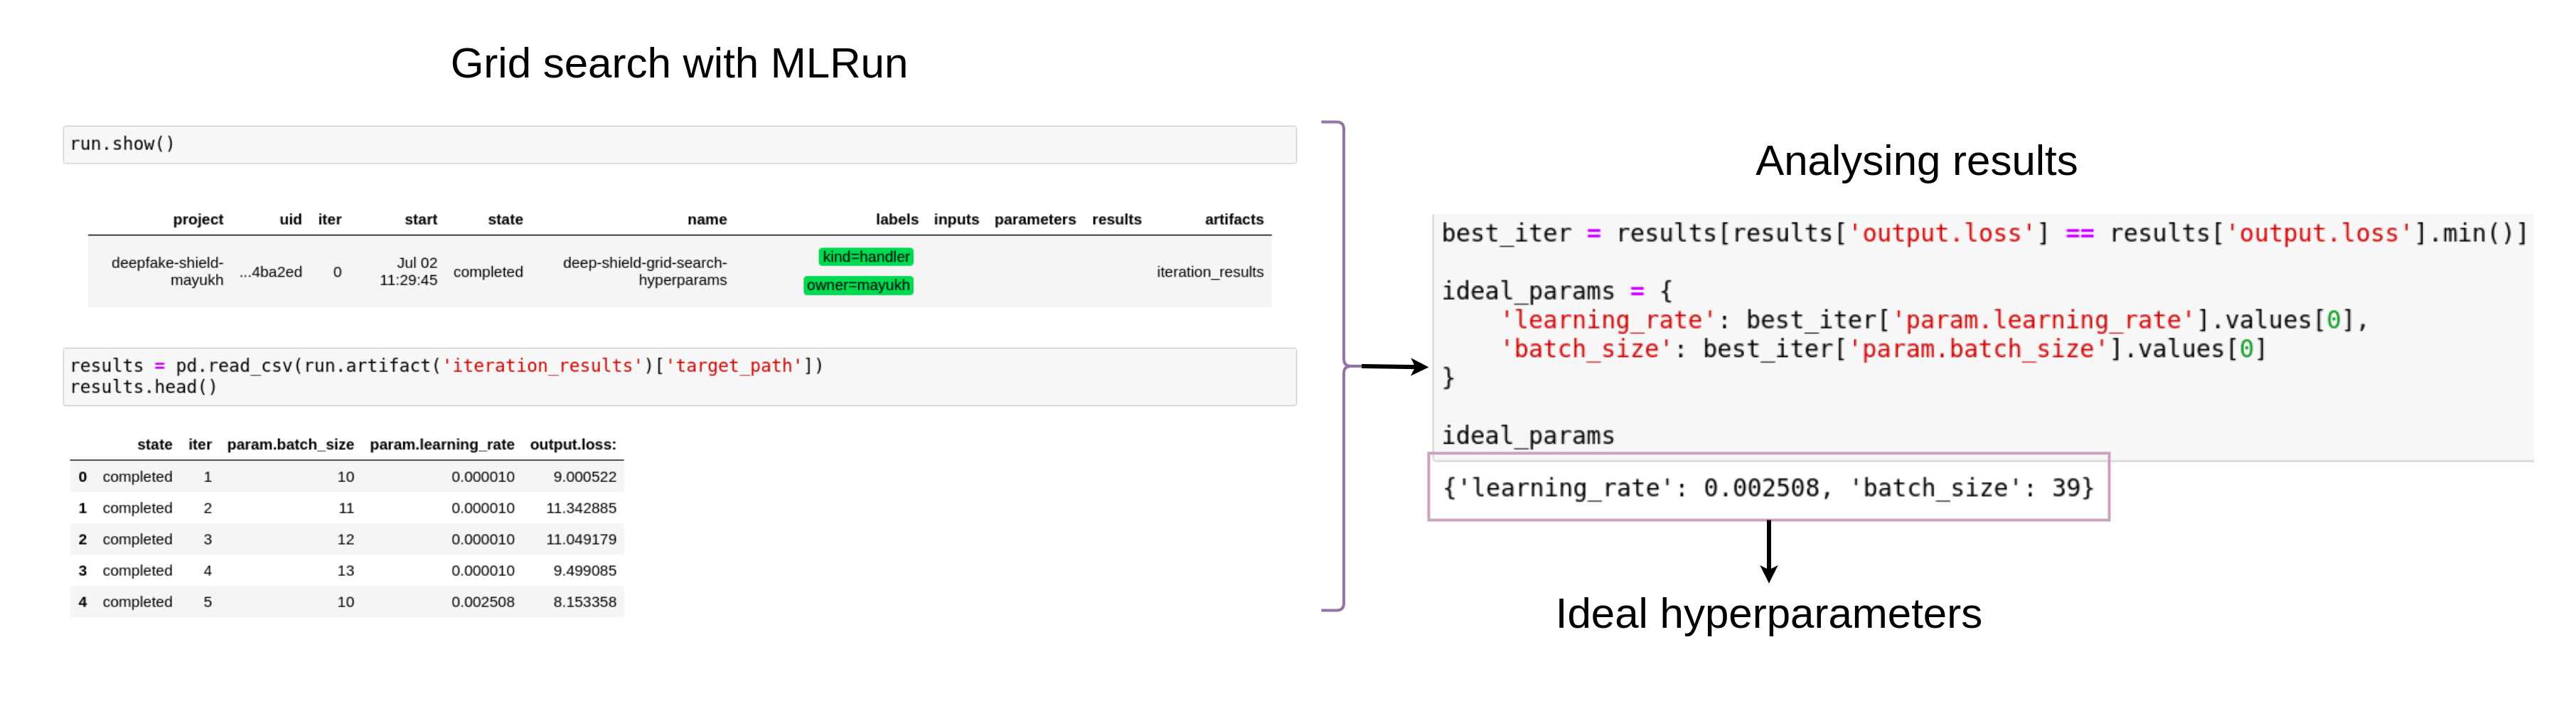 Grid search with MLRun
run.show()
project uid iter start state name labels inputs parameters results artifacts
deepfake-shield-mayukh ...4ba2ed 0 Jul 02 11:29:45 completed deep-shield-grid-search-hyperparams kind=handler owner=mayukh iteration_results
results = pd.read_csv(run.artifact('iteration_results')['target_path'])
results.head()
state iter param.batch_size param.learning_rate output.loss:
0 completed 1 10 0.000010 9.000522
1 completed 2 11 0.000010 11.342885
2 completed 3 12 0.000010 11.049179
3 completed 4 13 0.000010 9.499085
4 completed 5 10 0.002508 8.153358
Analysing results
best_iter = results[results['output.loss'] == results['output.loss'].min()]
ideal_params = {
'learning_rate': best_iter['param.learning_rate'].values[0],
'batch_size': best_iter['param.batch_size'].values[0]
}
ideal_params
{'learning_rate': 0.002508, 'batch_size': 39}
Ideal hyperparameters